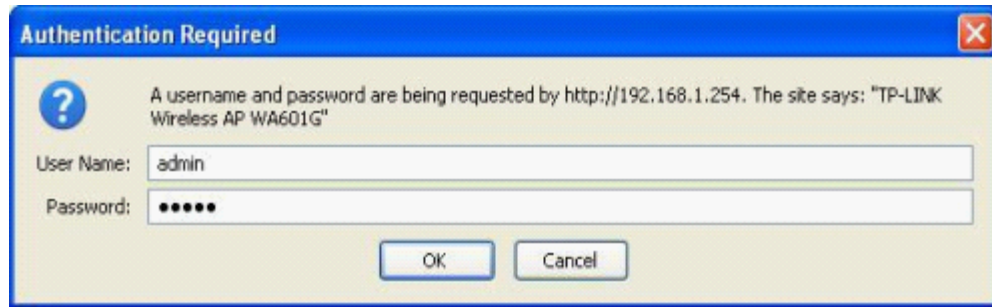 Authentication Required
A username and password are being requested by http://192.168.1.254. The site says: "TP-LINK
Wireless AP WA601G"
User Name: admin
Password: •••••
OK Cancel